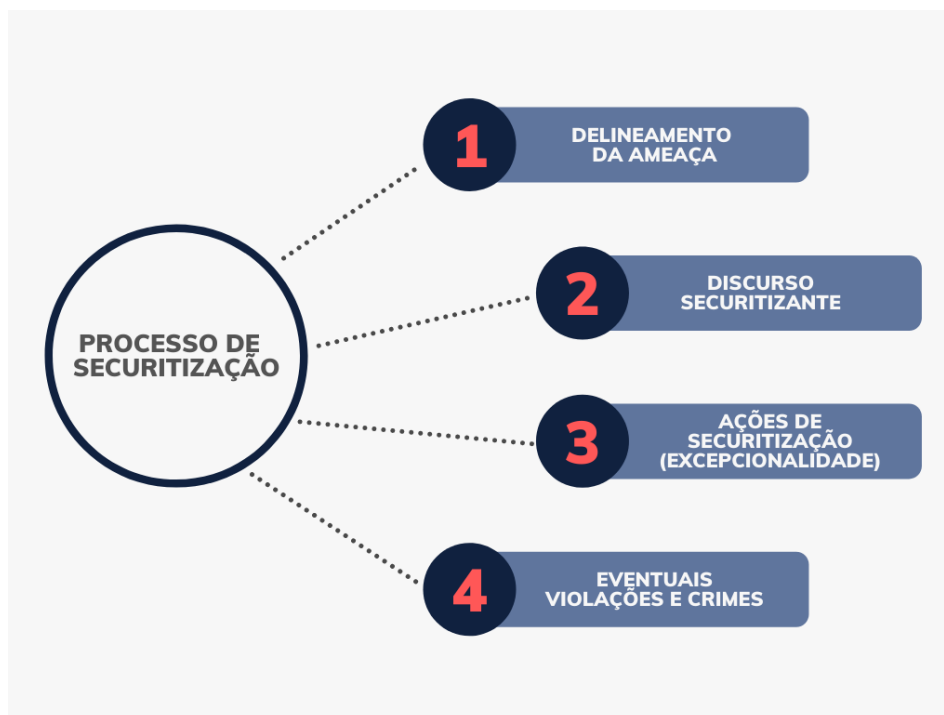 PROCESSO DE
SECURITIZAÇÃO
1
DELINEAMENTO
DA AMEAÇA
2
DISCURSO
SECURITIZANTE
3
AÇÕES DE
SECURITIZAÇÃO
(EXCEPCIONALIDADE)
4
EVENTUAIS
VIOLAÇÕES E CRIMES